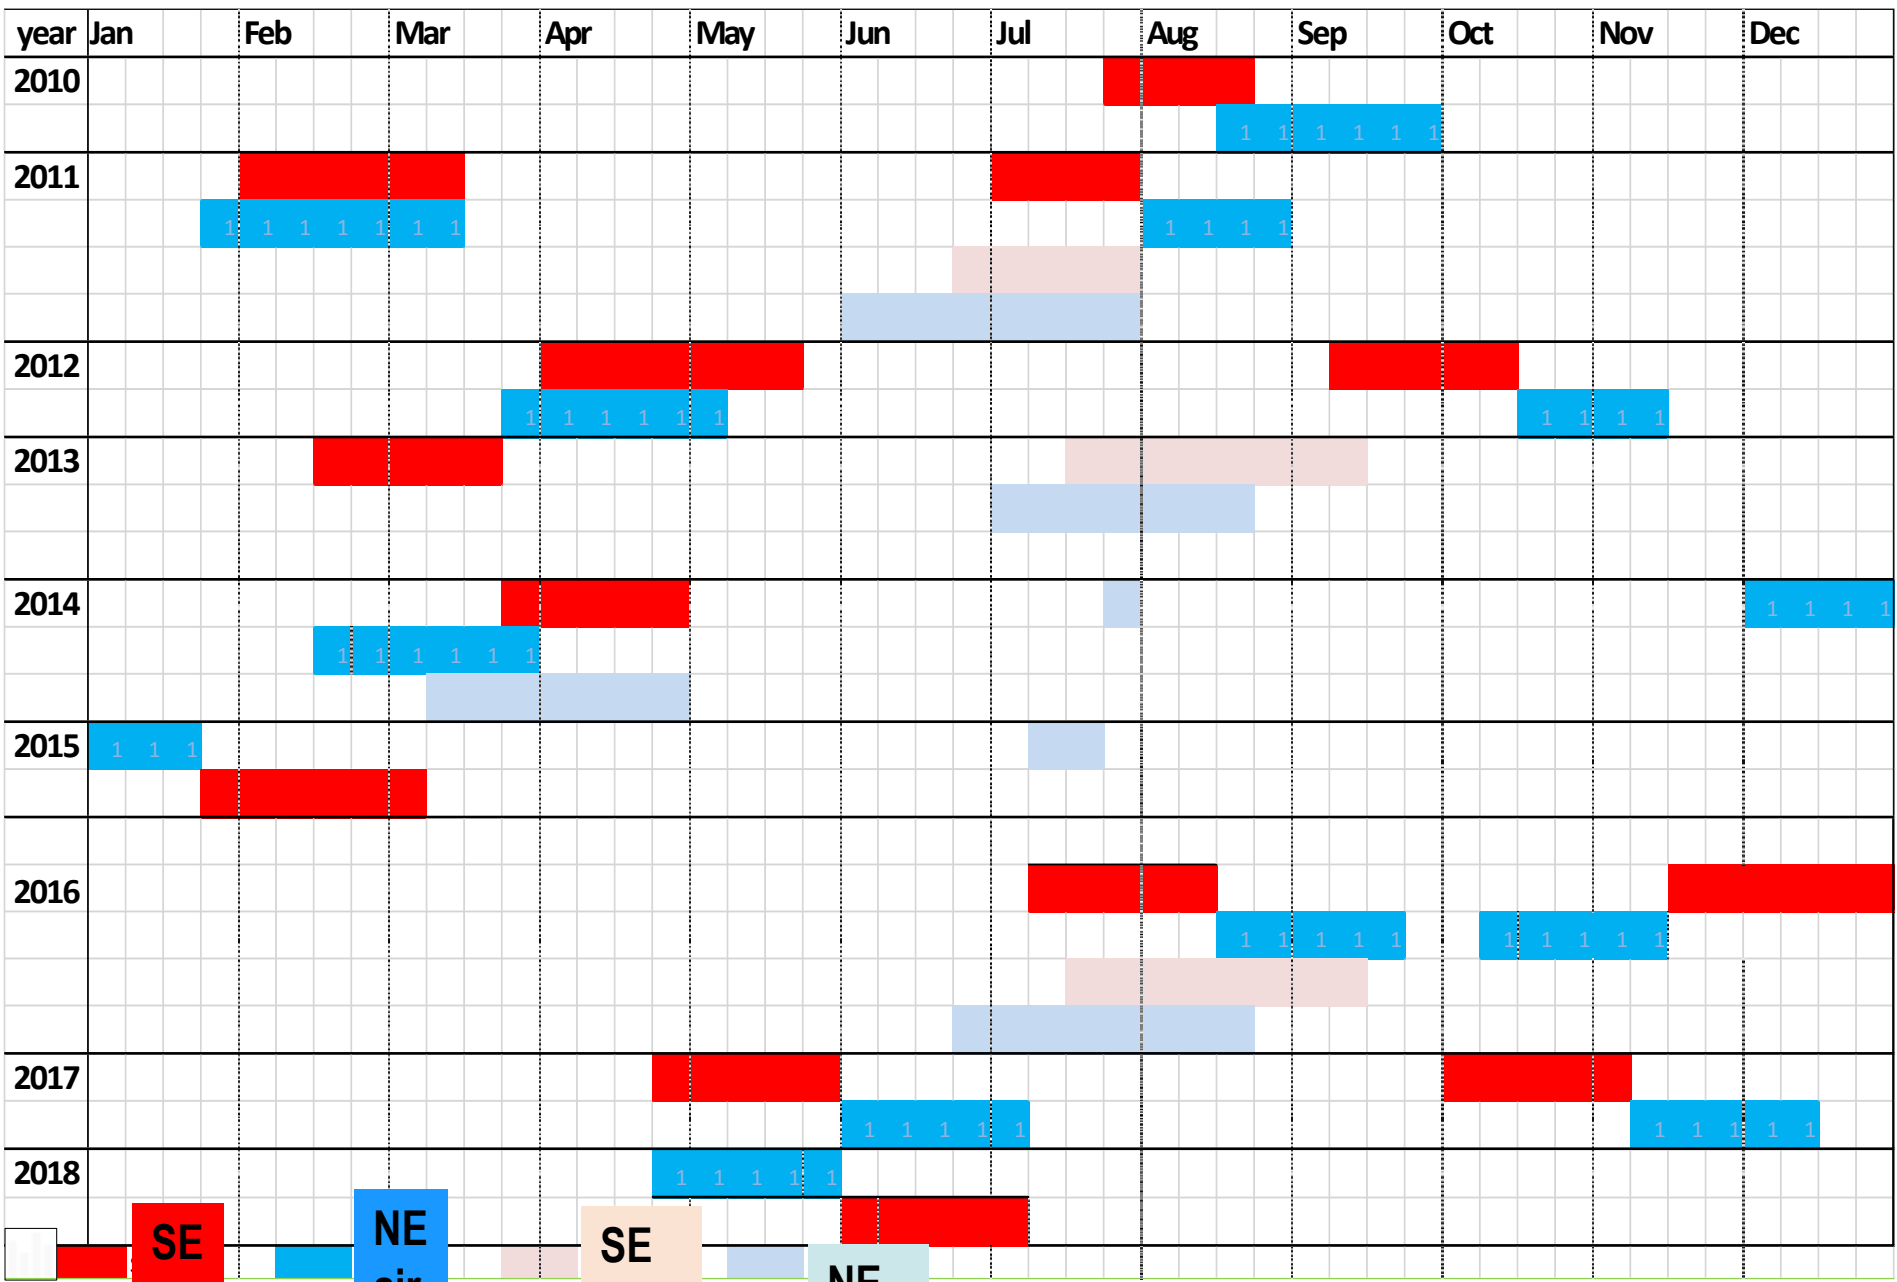 year Jan Feb Mar Apr May Jun Jul Aug Sep Oct Nov Dec
2010
1 1 1 1 1 1
2011
1 1 1 1 1 1 1 1 1 1 1
2012
1 1 1 1 1 1 1 1 1 1
2013
2014 1 1 1 1
1 1 1 1 1 1
2015 1 1 1
2016
1 1 1 1 1 1 1 1 1 1
2017
1 1 1 1 1 1 1 1 1 1
2018 1 1 1 1 1
SE NE SE
NE